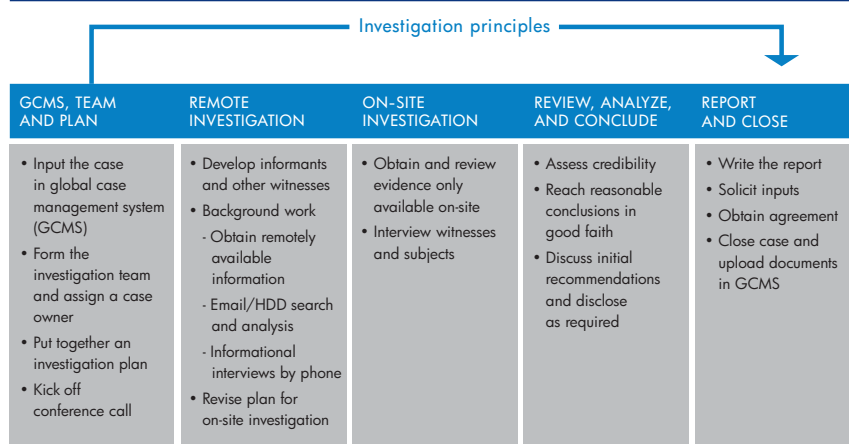 Investigation principles
GCMS, TEAM
AND PLAN
• Input the case
in global case
management system
(GCMS)
• Form the
investigation team
and assign a case
owner
• Put together an
investigation plan
• Kick off
conference call
REMOTE
INVESTIGATION
• Develop informants
and other witnesses
• Background work
- Obtain remotely
available
information
- Email/HDD search
and analysis
- Informational
interviews by phone
• Revise plan for
on-site investigation
ON-SITE
INVESTIGATION
• Obtain and review
evidence only
available on-site
• Interview witnesses
and subjects
REVIEW, ANALYZE,
AND CONCLUDE
• Assess credibility
• Reach reasonable
conclusions in
good faith
• Discuss initial
recommendations
and disclose
as required
REPORT
AND CLOSE
• Write the report
• Solicit inputs
• Obtain agreement
• Close case and
upload documents
in GCMS